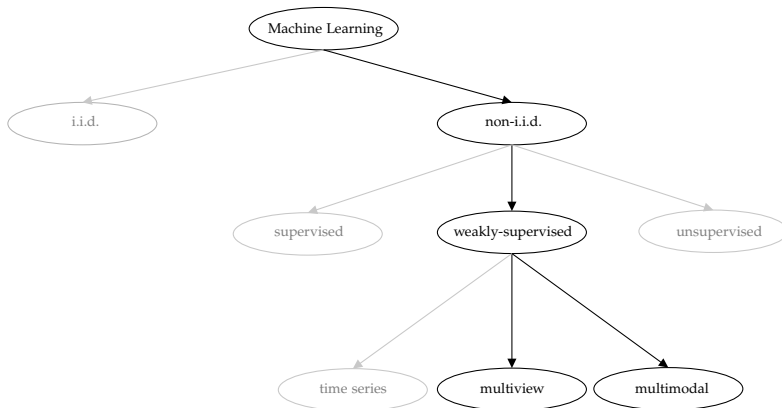 Machine Learning
i.i.d.
non-i.i.d.
supervised
weakly-supervised
unsupervised
time series
multiview
multimodal